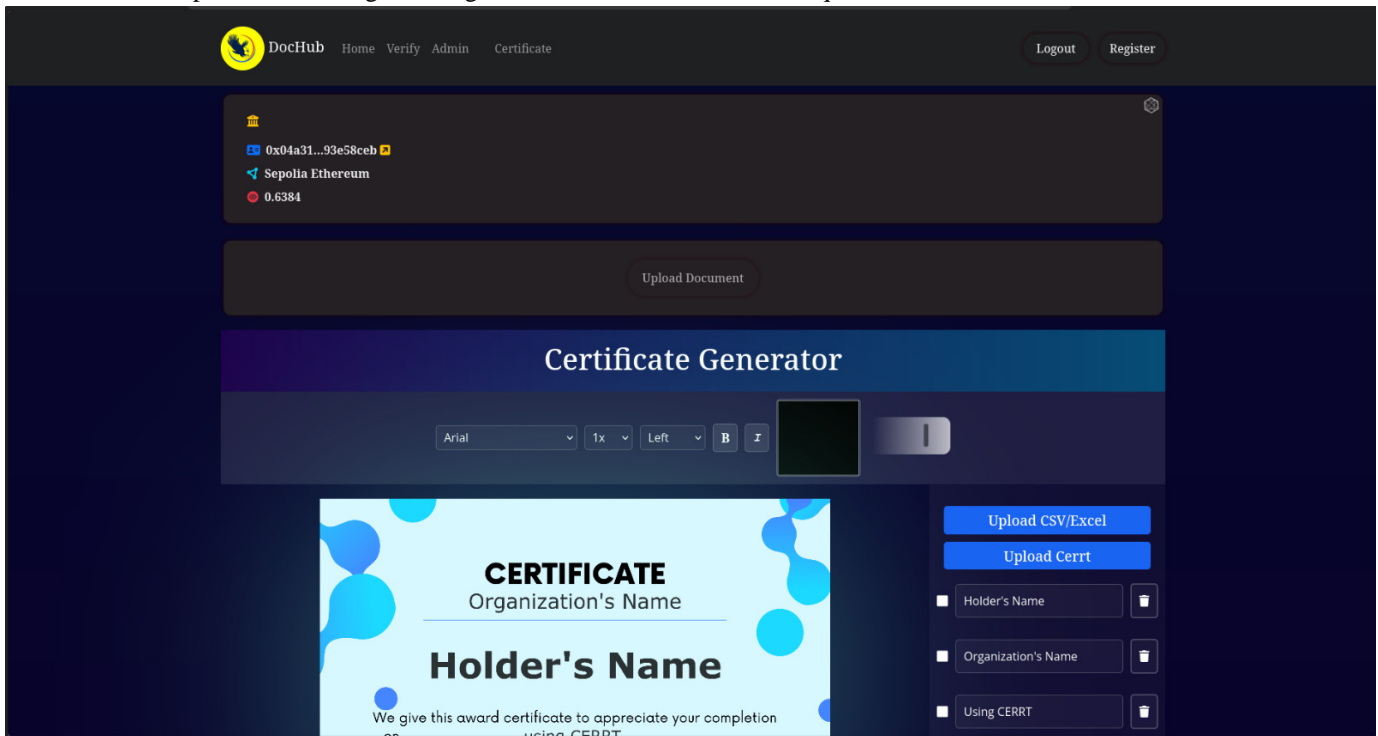 DocHub Home Verify Admin Certificate Logout Register
0x04a31...93e58ceb
Sepolia Ethereum
0.6384
Upload Document
Certificate Generator
Arial 1x Left B I
Upload CSV/Excel
Upload Cerrt
CERTIFICATE
Organization's Name
Holder's Name
Holder's Name
Organization's Name
We give this award certificate to appreciate your completion
using CERRT
Using CERRT